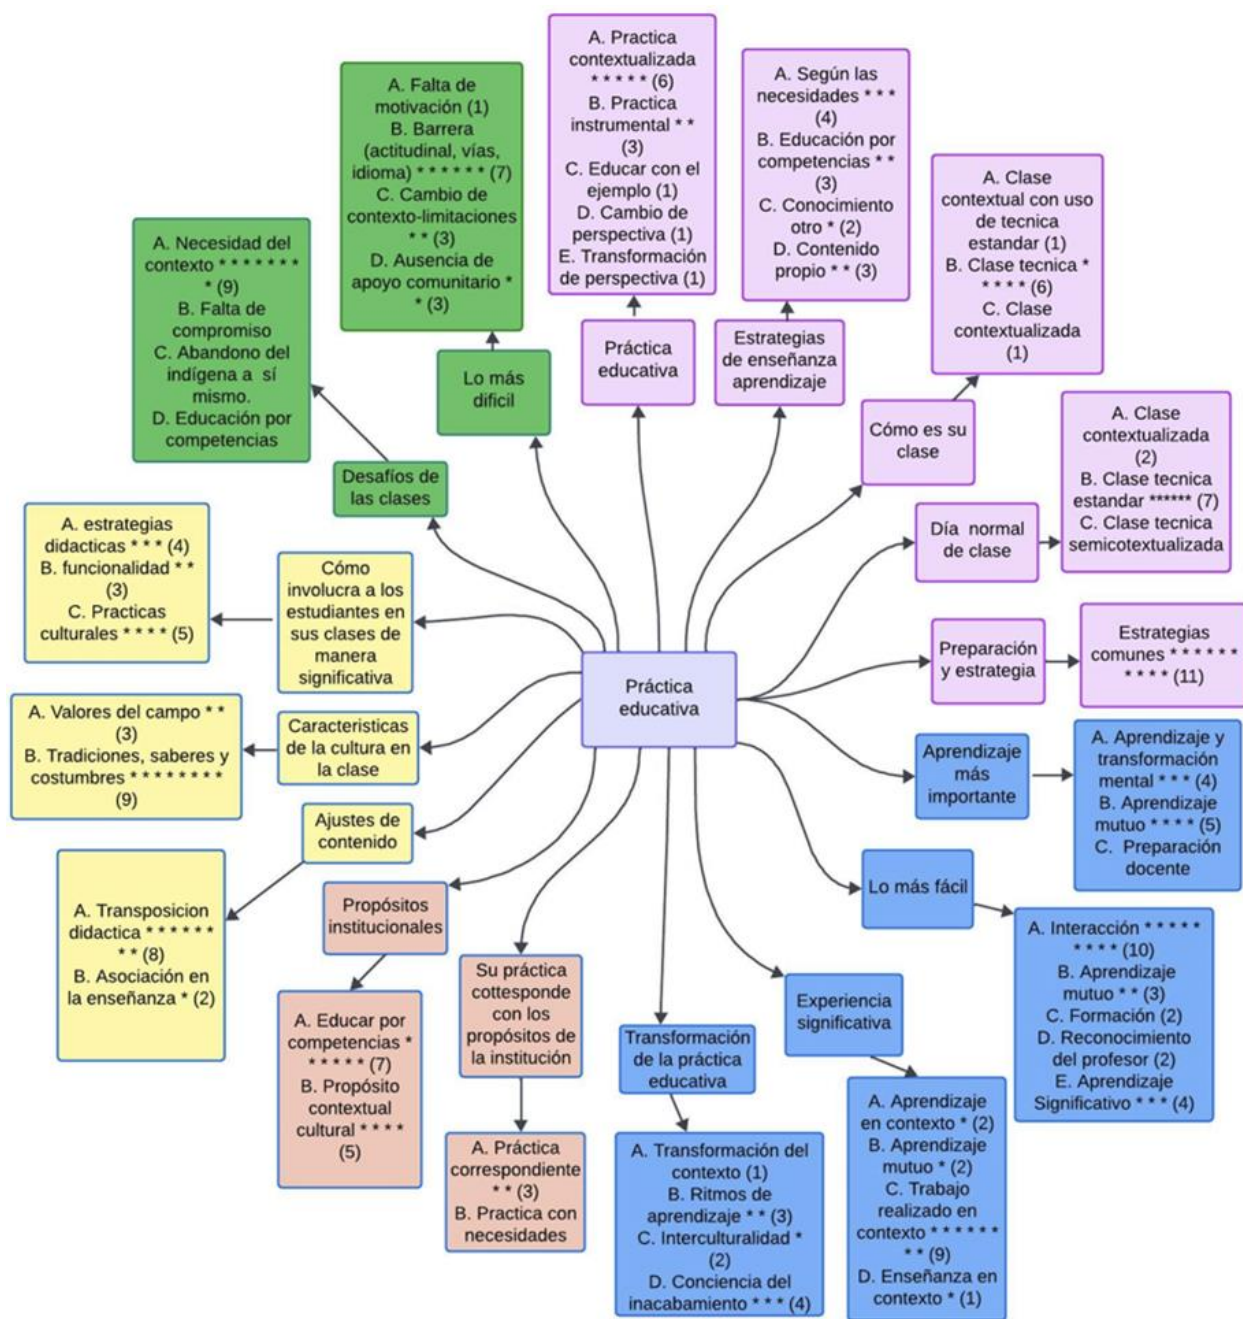 A. Necesidad del
contexto * * * * * * *
* (9)
B. Falta de
compromiso
C. Abandono del
indígena a sí
mismo.
D. Educación por
competencias
A. Falta de
motivación (1)
B. Barrera
(actitudinal, vías,
idioma) * * * * * * (7)
C. Cambio de
contexto-limitaciones
* * (3)
D. Ausencia de
apoyo comunitario *
* (3)
A. Practica
contextualizada
* * * * * (6)
B. Practica
instrumental * *
(3)
C. Educar con el
ejemplo (1)
D. Cambio de
perspectiva (1)
E. Transformación
de perspectiva (1)
A. Según las
necesidades * * *
(4)
B. Educación por
competencias * *
(3)
C. Conocimiento
otro * (2)
D. Contenido
propio * * (3)
A. Clase
contextual con uso
de tecnica
estandar (1)
B. Clase tecnica *
* * * * (6)
C. Clase
contextualizada
(1)
A. Clase
contextualizada
(2)
B. Clase tecnica
estandar ****** (7)
C. Clase tecnica
semicotextualizada
Desafíos de
las clases
Lo más
dificil
Práctica
educativa
Estrategias
de enseñanza
aprendizaje
Cómo es su
clase
Día normal
de clase
Preparación
y estrategia
Estrategias
comunes * * * * * *
* * * * (11)
A. estrategias
didacticas * * * (4)
B. funcionalidad * *
(3)
C. Practicas
culturales * * * * (5)
Cómo
involucra a los
estudiantes en
sus clases de
manera
significativa
Práctica
educativa
A. Valores del campo * *
(3)
B. Tradiciones, saberes y
costumbres * * * * * * * *
(9)
Caracteristicas
de la cultura en
la clase
Ajustes de
contenido
A. Transposicion
didactica * * * * * *
* * (8)
B. Asociación en
la enseñanza * (2)
Propósitos
institucionales
A. Educar por
competencias *
* * * * * (7)
B. Propósito
contextual
cultural * * * *
(5)
Su práctica
cottesponde
con los
propósitos de
la institución
A. Práctica
correspondiente
* * (3)
B. Practica con
necesidades
Transformación
de la práctica
educativa
A. Transformación del
contexto (1)
B. Ritmos de
aprendizaje * * (3)
C. Interculturalidad *
(2)
D. Conciencia del
inacabamiento * * * (4)
Experiencia
significativa
A. Aprendizaje
en contexto * (2)
B. Aprendizaje
mutuo * (2)
C. Trabajo
realizado en
contexto * * * * * *
* * (9)
D. Enseñanza en
contexto * (1)
Lo más fácil
A. Interacción * * * * *
* * * * (10)
B. Aprendizaje
mutuo * * (3)
C. Formación (2)
D. Reconocimiento
del profesor (2)
E. Aprendizaje
Significativo * * * (4)
Aprendizaje
más
importante
A. Aprendizaje y
transformación
mental * * * (4)
B. Aprendizaje
mutuo * * * * (5)
C. Preparación
docente